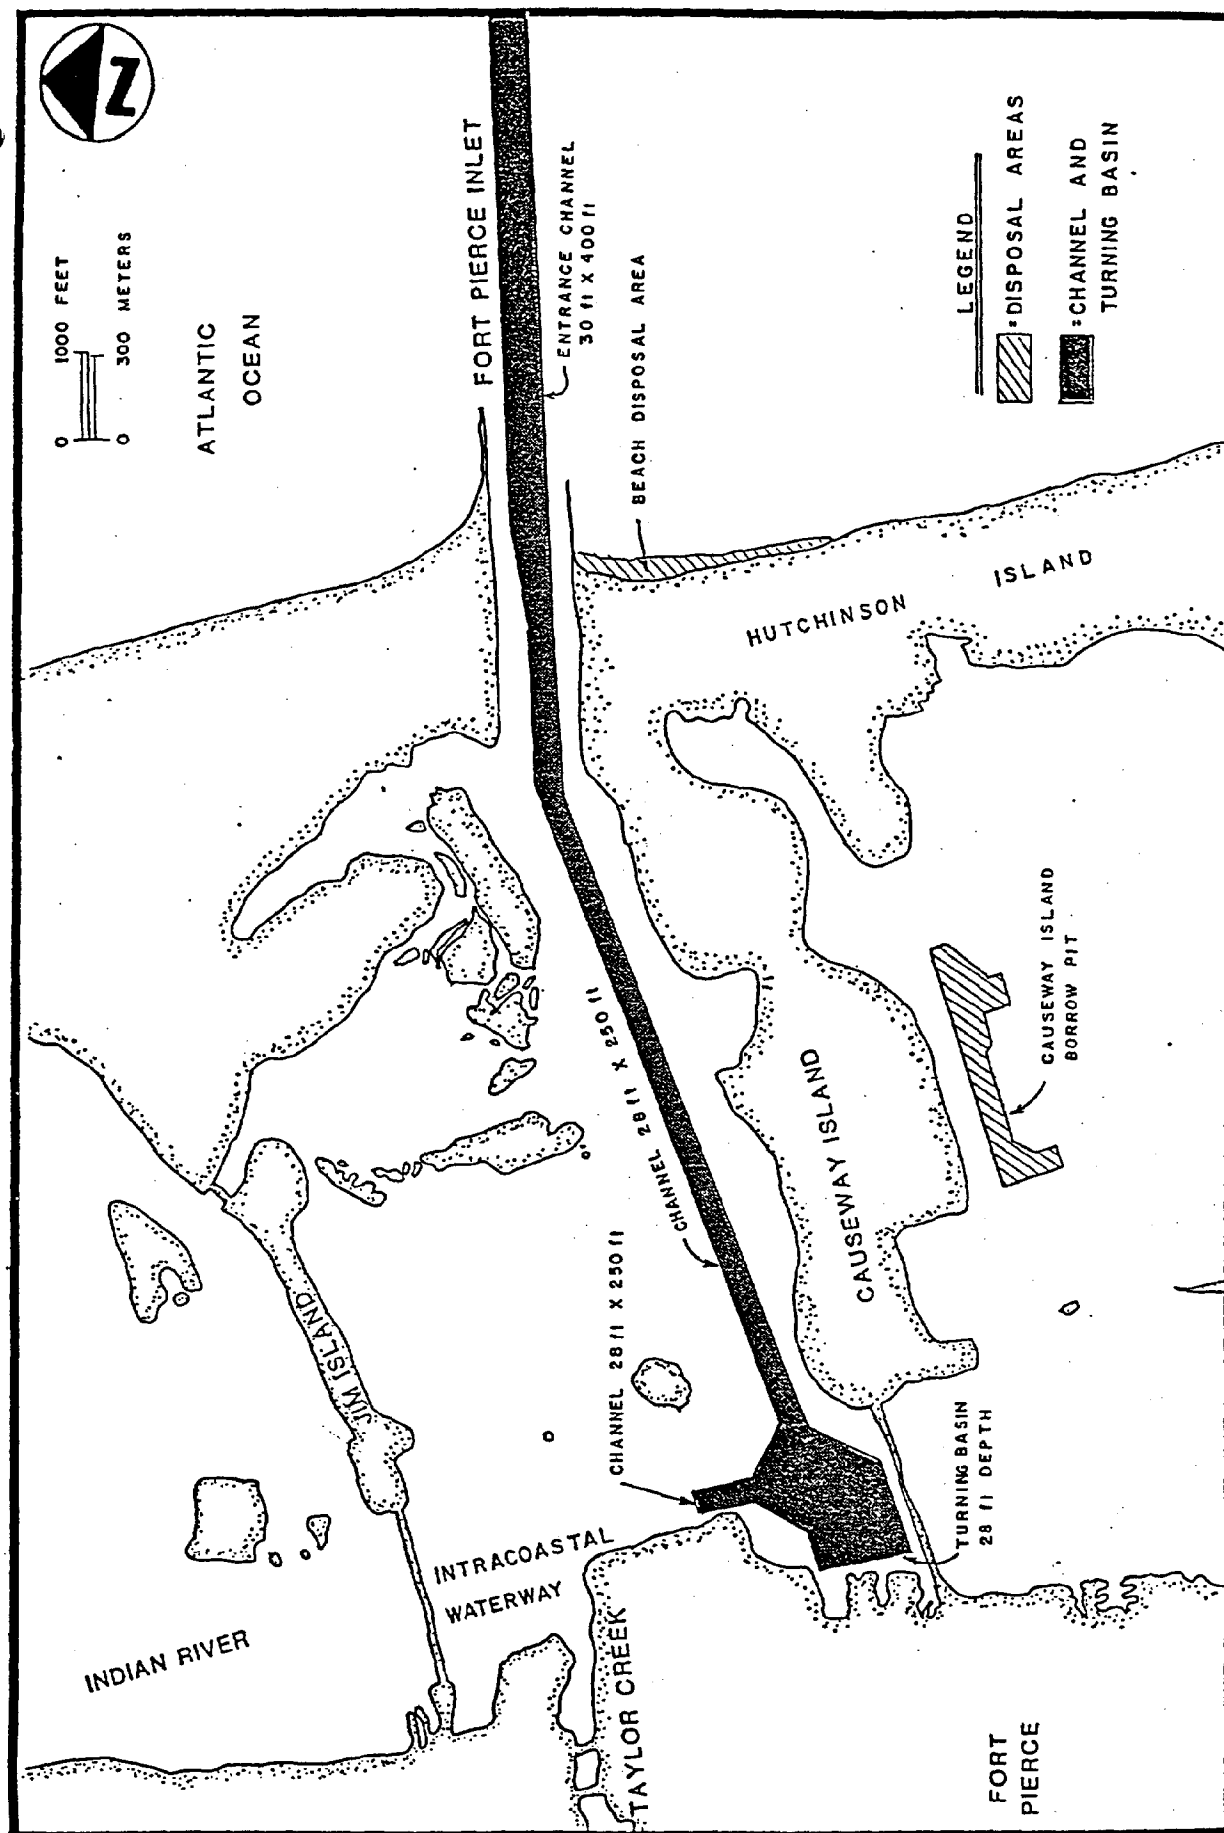 N
0 1000 FEET
0 300 METERS
ATLANTIC
OCEAN
FORT PIERCE INLET
ENTRANCE CHANNEL
30 ft X 400 ft
BEACH DISPOSAL AREA
LEGEND
=DISPOSAL AREAS
=CHANNEL AND
TURNING BASIN
HUTCHINSON ISLAND
CHANNEL 28 ft X 250 ft
CAUSEWAY ISLAND
CAUSEWAY ISLAND
BORROW PIT
JIM ISLAND
CHANNEL 28 ft X 250 ft
TURNING BASIN
28 ft DEPTH
INTRACOASTAL
WATERWAY
INDIAN RIVER
TAYLOR CREEK
FORT
PIERCE